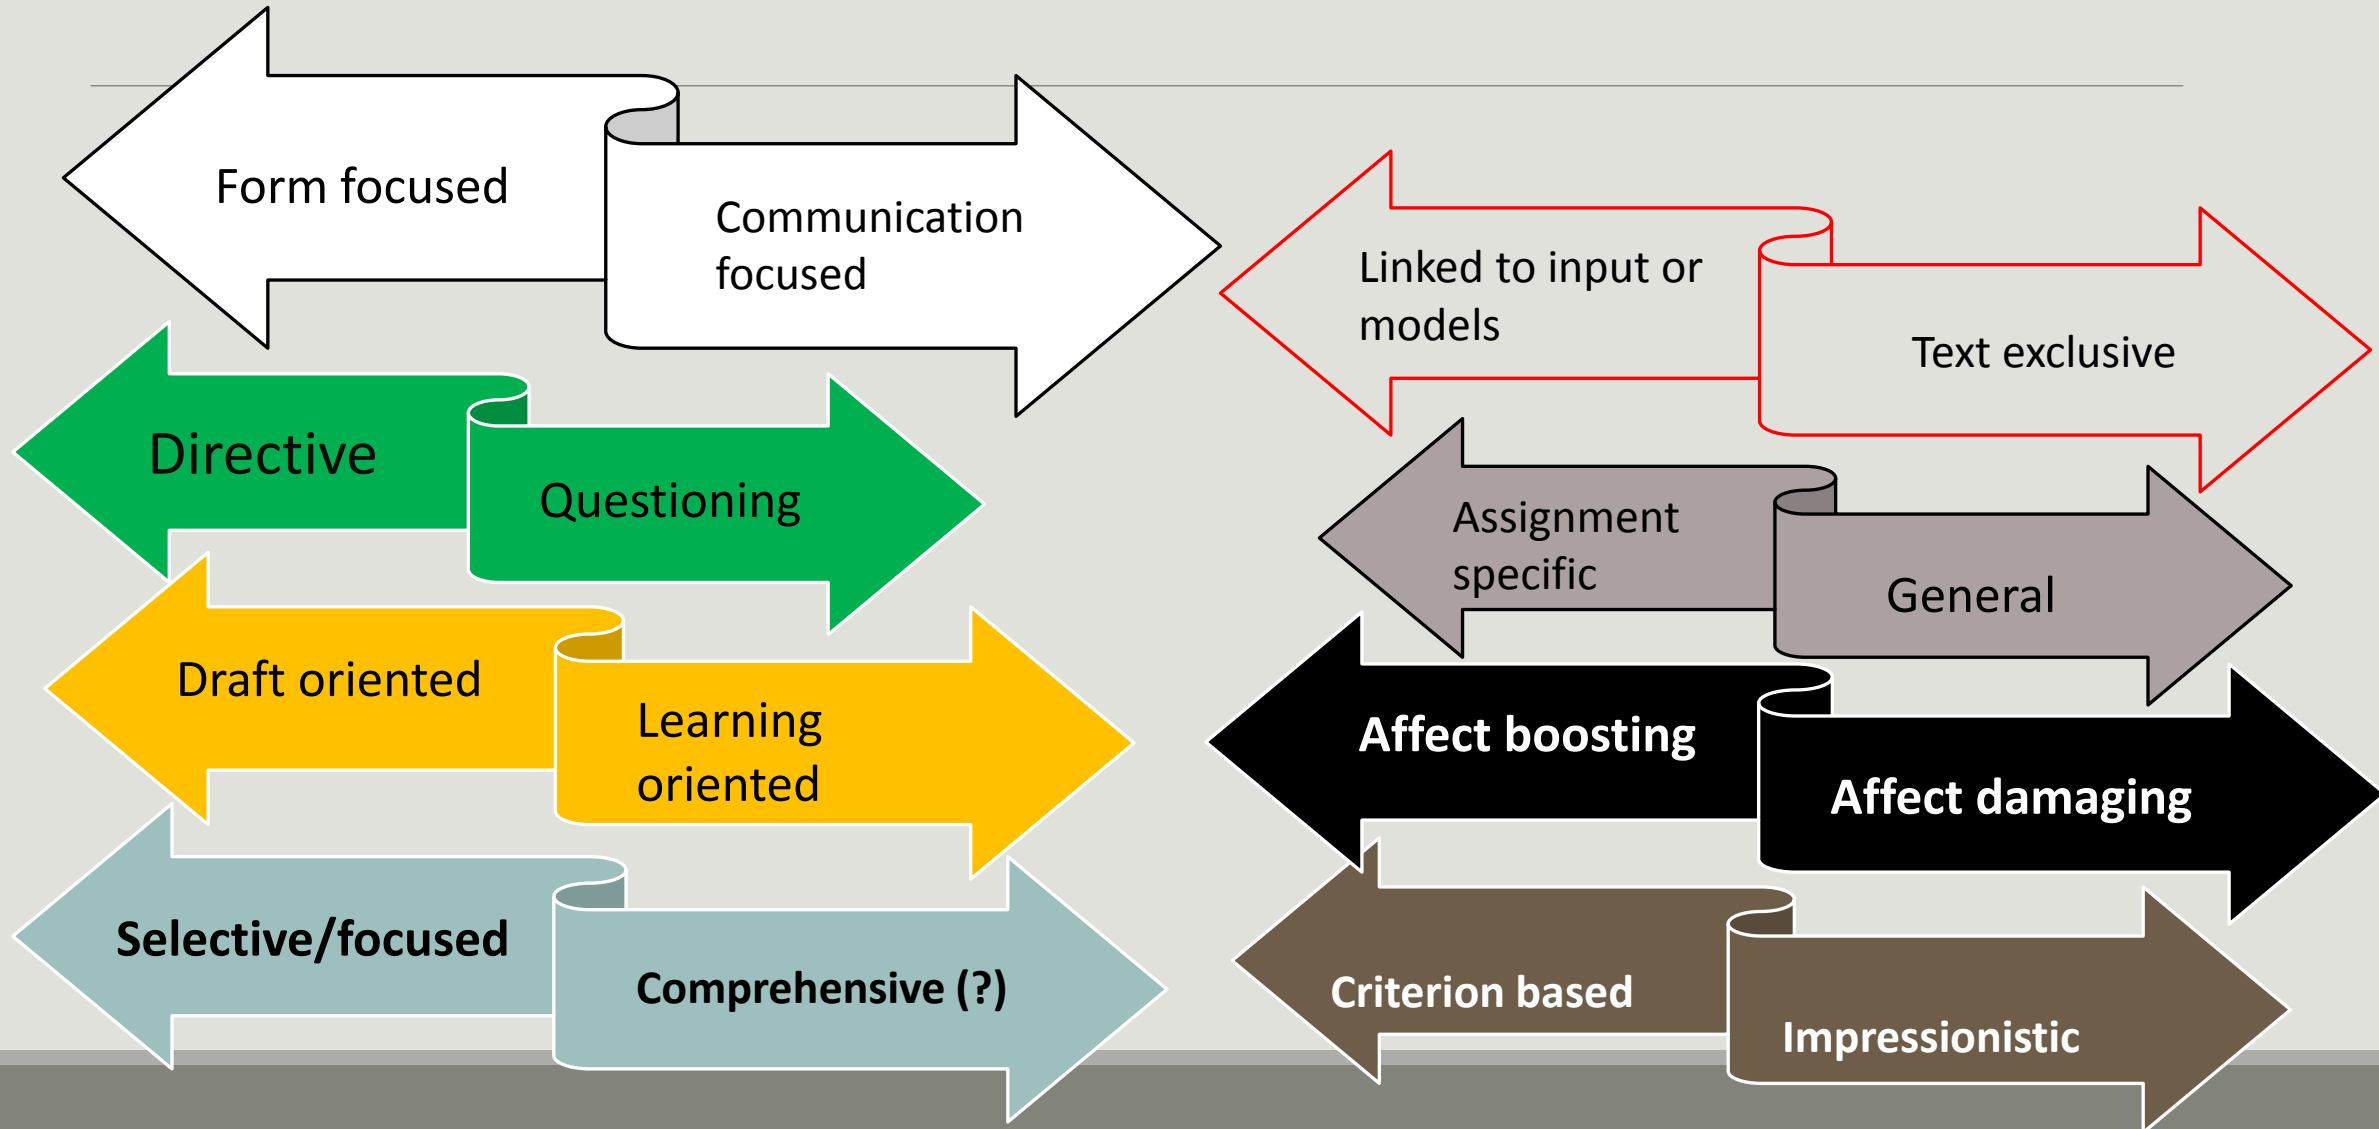 Form focused
Communication
focused
Directive
Questioning
Draft oriented
Learning
oriented
Selective/focused
Comprehensive (?)
Linked to input or
models
Text exclusive
Assignment
specific
General
Affect boosting
Affect damaging
Criterion based
Impressionistic